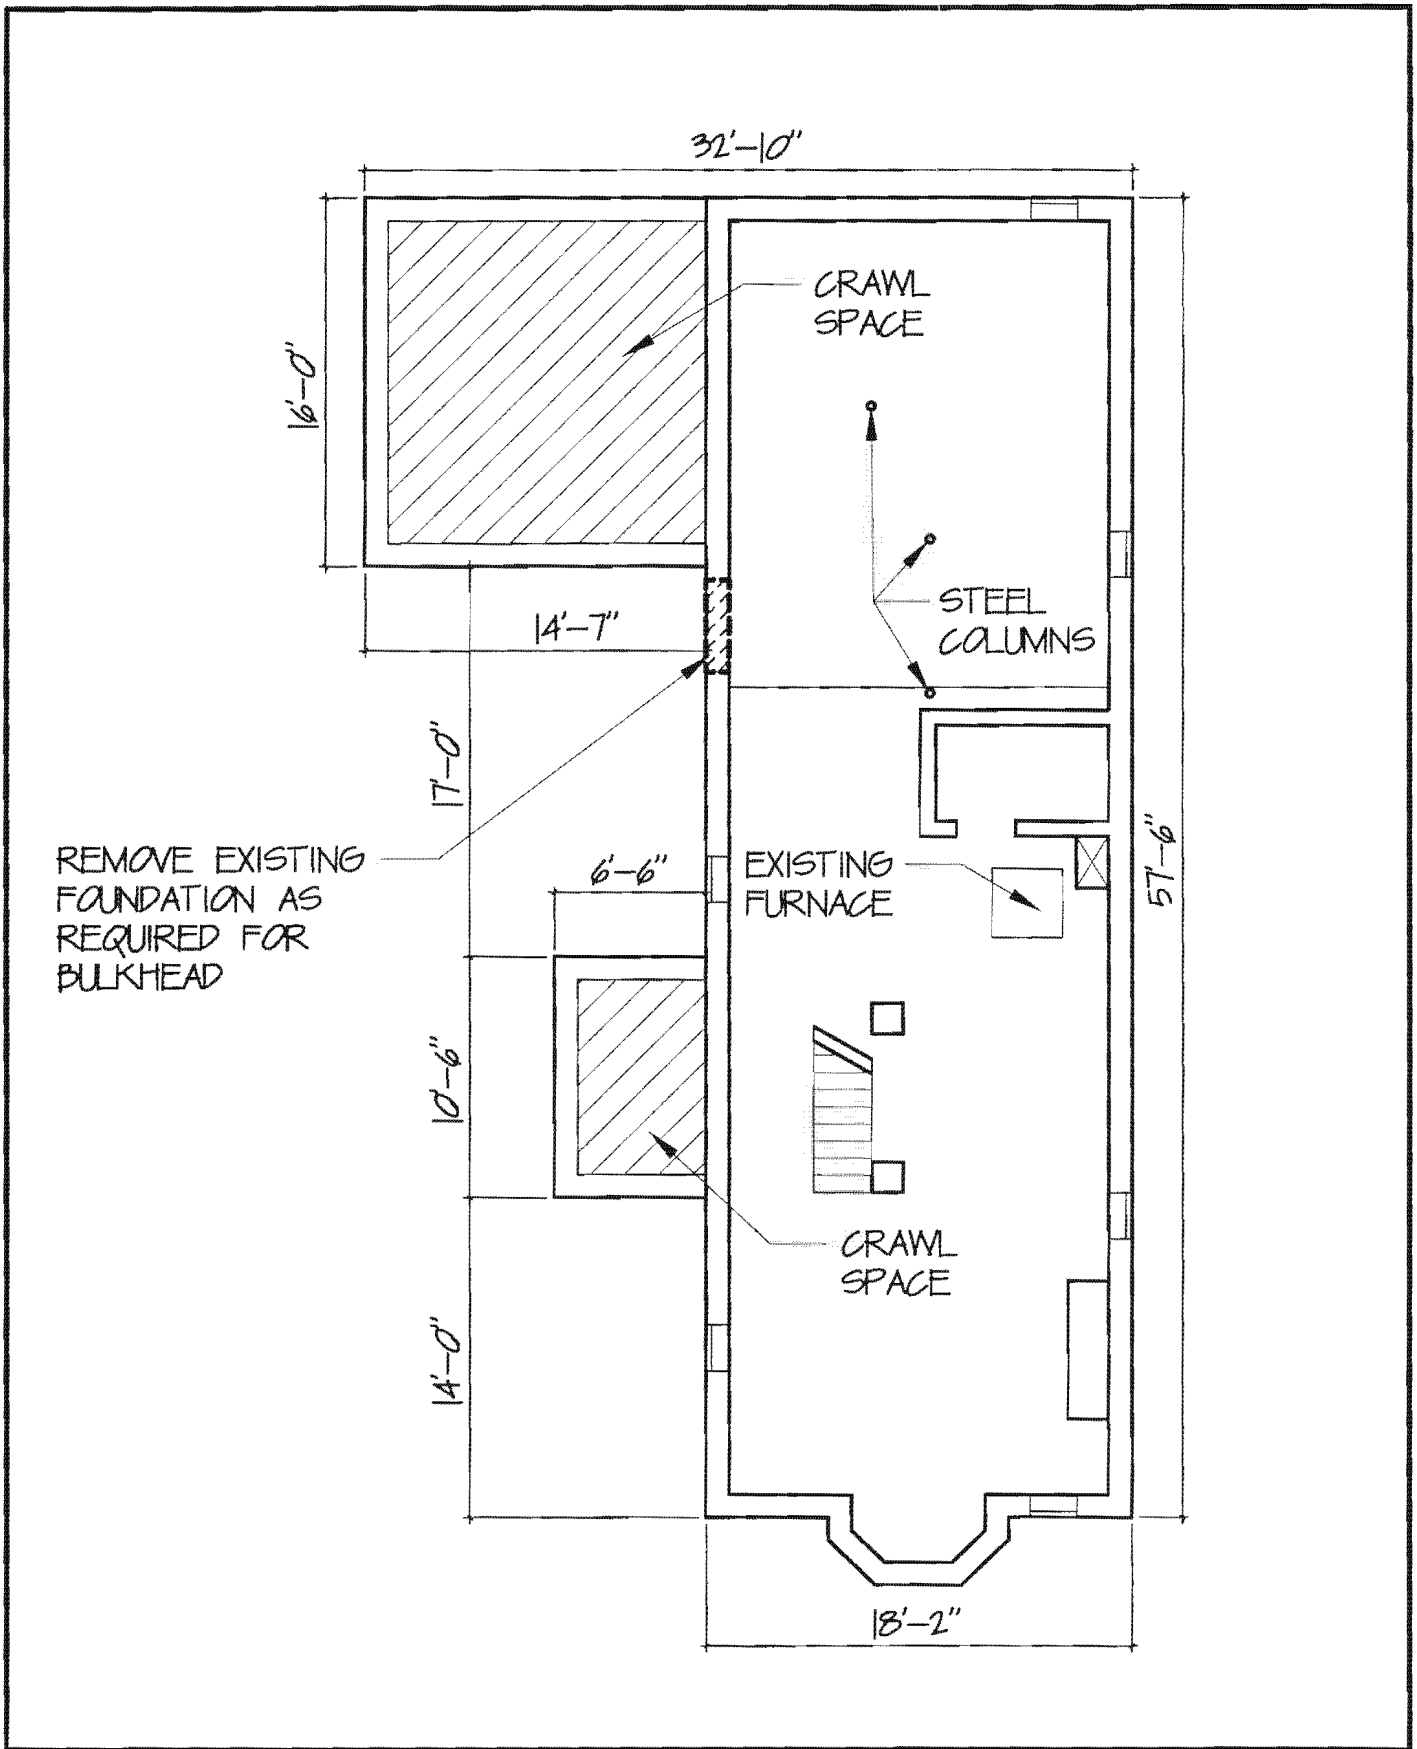 32'-10"
CRAWL
SPACE
16'-0"
14'-7"
STEEL
COLUMNS
17'-0"
REMOVE EXISTING
FOUNDATION AS
REQUIRED FOR
BULKHEAD
6'-6"
EXISTING
FURNACE
57'-6"
10'-6"
CRAWL
SPACE
14'-0"
18'-2"